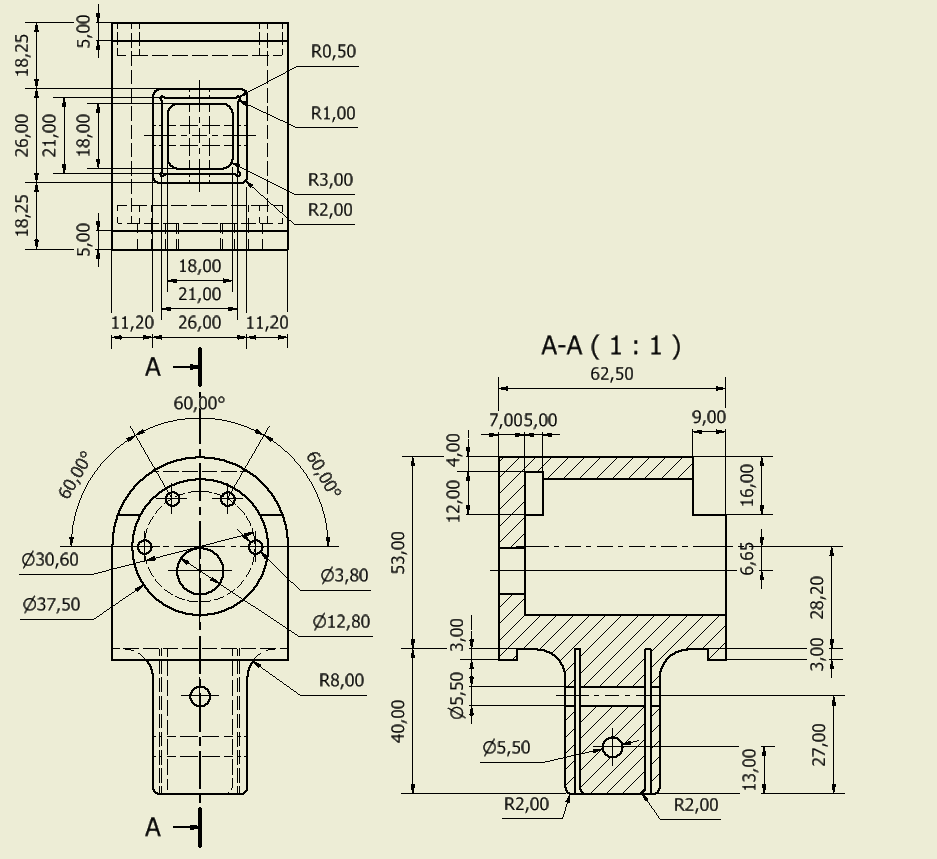 5,00
18,25
R0,50
26,00
21,00
18,00
R1,00
R3,00
R2,00
18,25
5,00
18,00
21,00
11,20 26,00 11,20
A
A-A ( 1 : 1 )
62,50
60,00°
60,00°
60,00°
7,00 5,00
9,00
4,00
12,00
16,00
53,00
6,65
28,20
Ø30,60
Ø3,80
Ø37,50
Ø12,80
3,00
3,00
R8,00
Ø5,50
40,00
Ø5,50
27,00
13,00
R2,00
R2,00
A